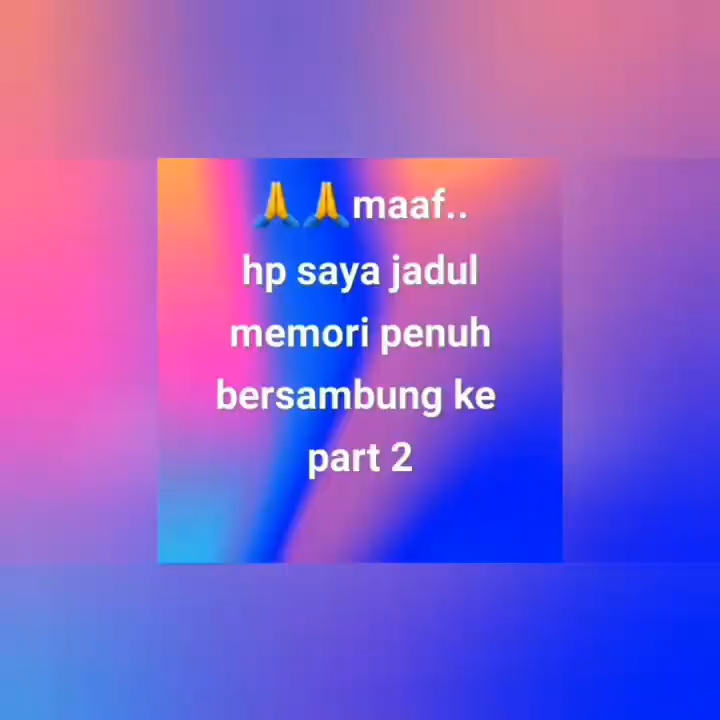 🙏🙏maaf..
hp saya jadul
memori penuh
bersambung ke
part 2